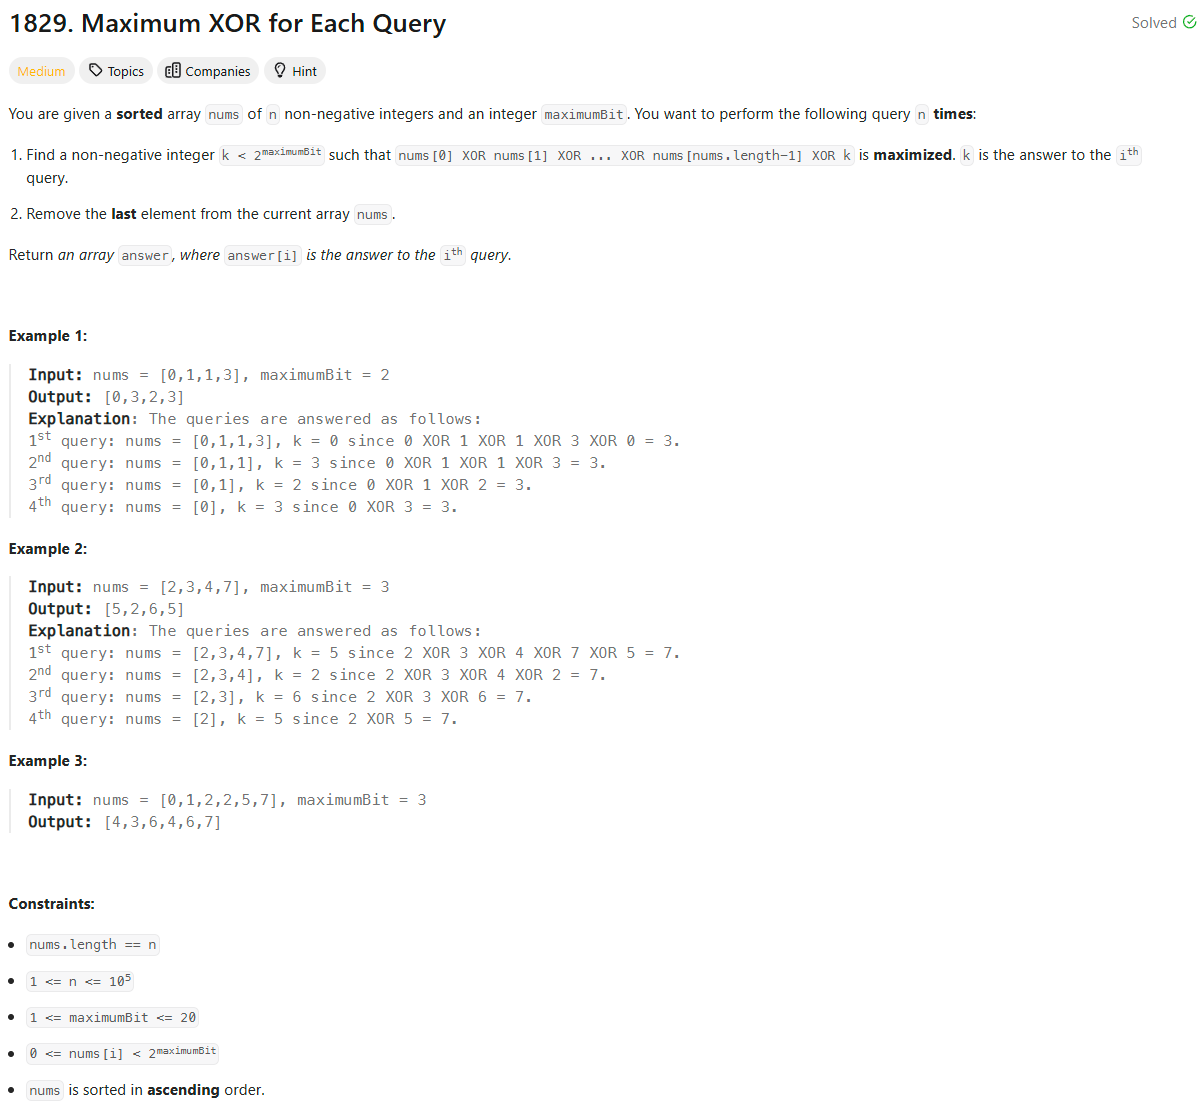 1829. Maximum XOR for Each Query
Solved
Medium Topics Companies Hint
You are given a sorted array nums of n non-negative integers and an integer maximumBit. You want to perform the following query n times:
1. Find a non-negative integer k < 2^maximumBit such that nums[0] XOR nums[1] XOR ... XOR nums[nums.length-1] XOR k is maximized. k is the answer to the i^th
query.
2. Remove the last element from the current array nums.
Return an array answer, where answer[i] is the answer to the i^th query.
Example 1:
Input: nums = [0,1,1,3], maximumBit = 2
Output: [0,3,2,3]
Explanation: The queries are answered as follows:
1^st query: nums = [0,1,1,3], k = 0 since 0 XOR 1 XOR 1 XOR 3 XOR 0 = 3.
2^nd query: nums = [0,1,1], k = 3 since 0 XOR 1 XOR 1 XOR 3 = 3.
3^rd query: nums = [0,1], k = 2 since 0 XOR 1 XOR 2 = 3.
4^th query: nums = [0], k = 3 since 0 XOR 3 = 3.
Example 2:
Input: nums = [2,3,4,7], maximumBit = 3
Output: [5,2,6,5]
Explanation: The queries are answered as follows:
1^st query: nums = [2,3,4,7], k = 5 since 2 XOR 3 XOR 4 XOR 7 XOR 5 = 7.
2^nd query: nums = [2,3,4], k = 2 since 2 XOR 3 XOR 4 XOR 2 = 7.
3^rd query: nums = [2,3], k = 6 since 2 XOR 3 XOR 6 = 7.
4^th query: nums = [2], k = 5 since 2 XOR 5 = 7.
Example 3:
Input: nums = [0,1,2,2,5,7], maximumBit = 3
Output: [4,3,6,4,6,7]
Constraints:
• nums.length == n
• 1 <= n <= 10^5
• 1 <= maximumBit <= 20
• 0 <= nums[i] < 2^maximumBit
• nums is sorted in ascending order.